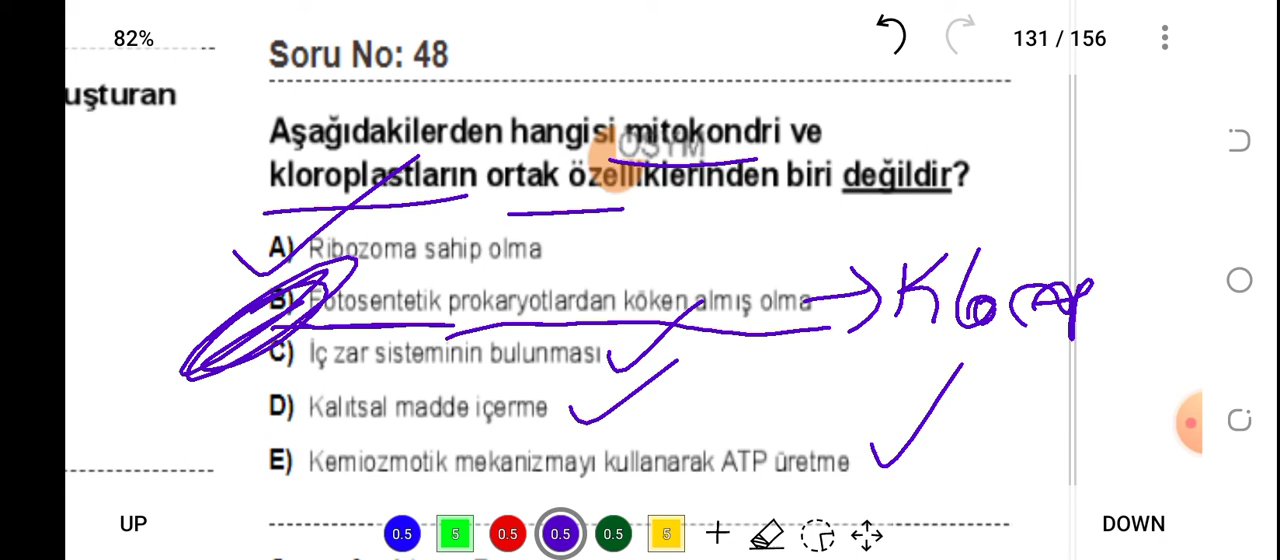 82%
131 / 156
Soru No: 48
uşturan
Aşağıdakilerden hangisi mitokondri ve
ÖSYM
kloroplastların ortak özelliklerinden biri değildir?
A) Ribozoma sahip olma
B) Fotosentetik prokaryotlardan köken almış olma
C) İç zar sisteminin bulunması
D) Kalıtsal madde içerme
E) Kemiozmotik mekanizmayı kullanarak ATP üretme
UP
0.5
5
0.5
0.5
0.5
5
DOWN